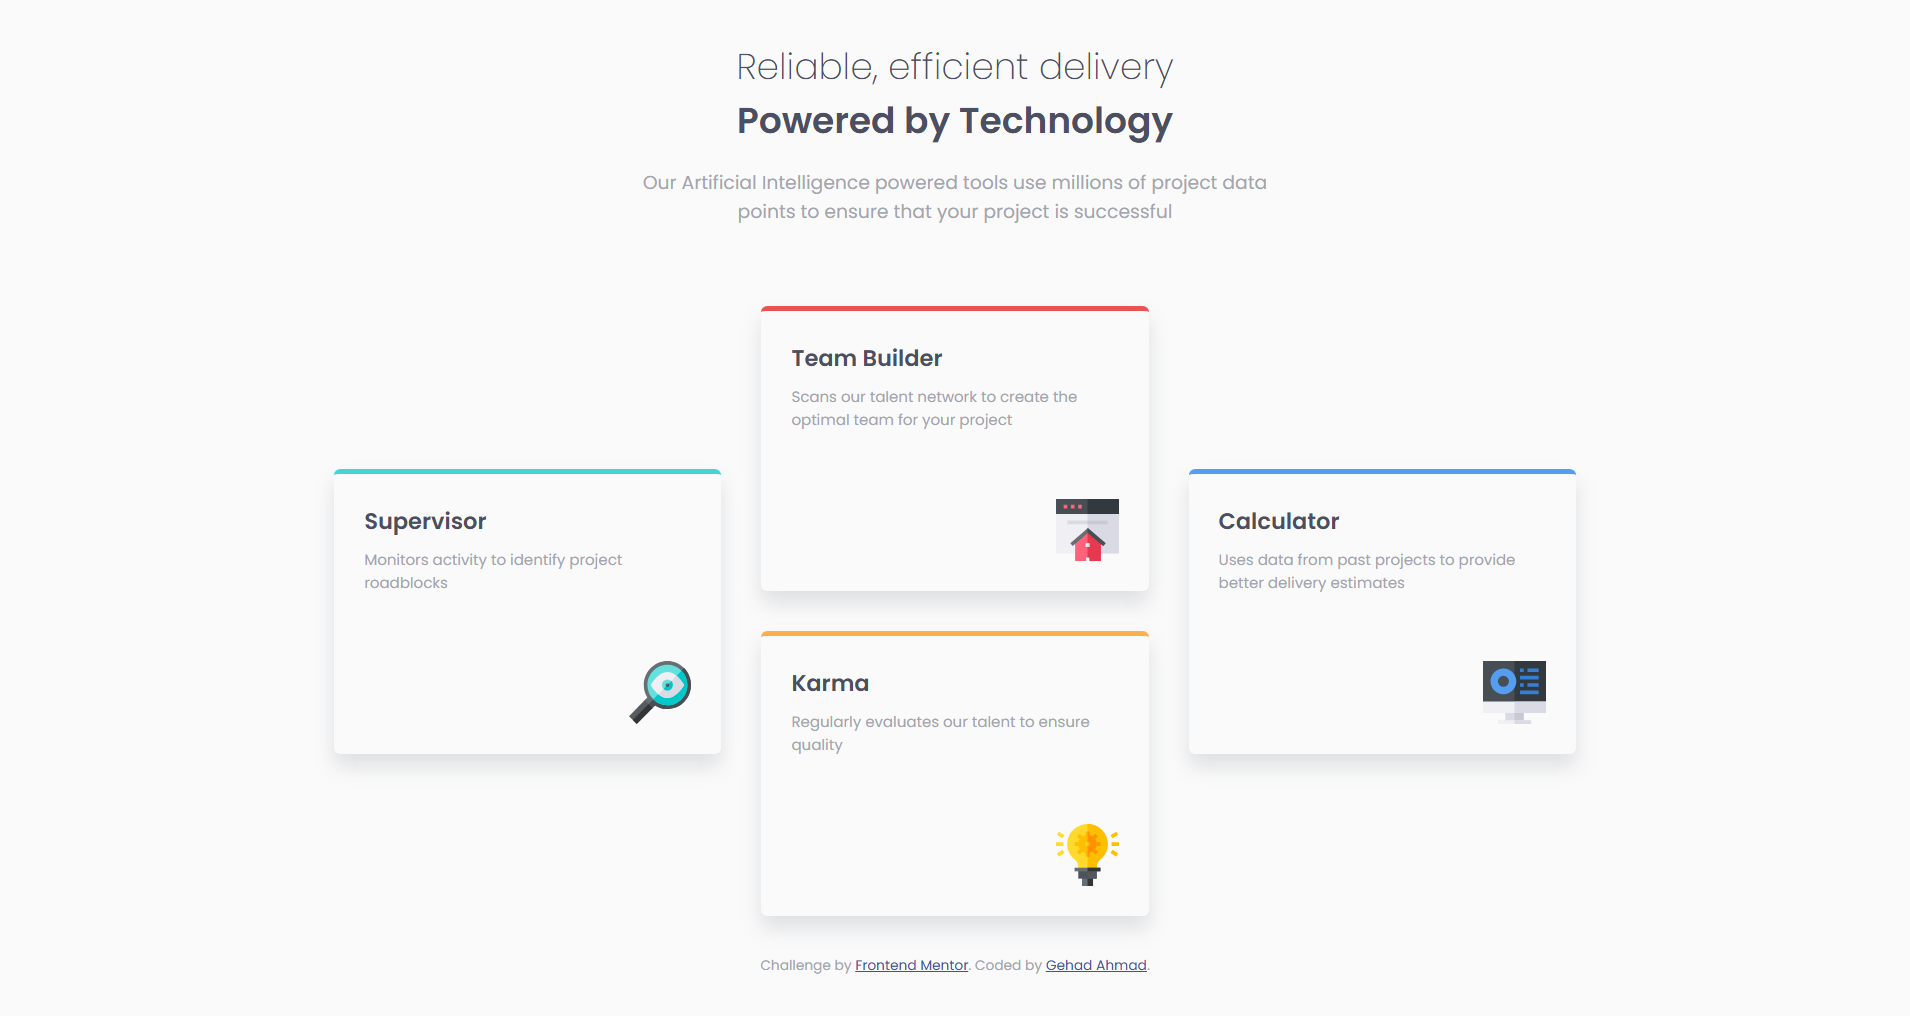 Reliable, efficient delivery
Powered by Technology
Our Artificial Intelligence powered tools use millions of project data
points to ensure that your project is successful
Team Builder
Scans our talent network to create the
optimal team for your project
Supervisor
Monitors activity to identify project
roadblocks
Calculator
Uses data from past projects to provide
better delivery estimates
Karma
Regularly evaluates our talent to ensure
quality
Challenge by Frontend Mentor. Coded by Gehad Ahmad.